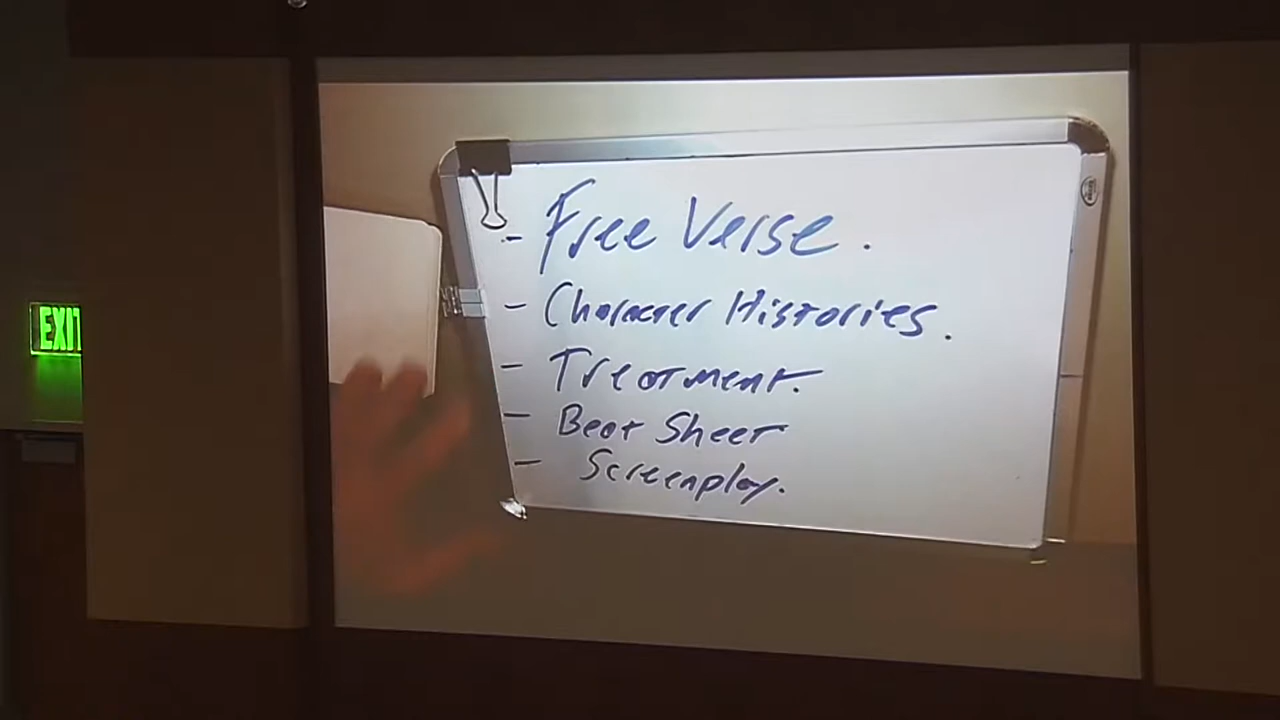 EXIT
- Free Verse.
- Character Histories.
- Treatment.
- Beat Sheet
- Screenplay.